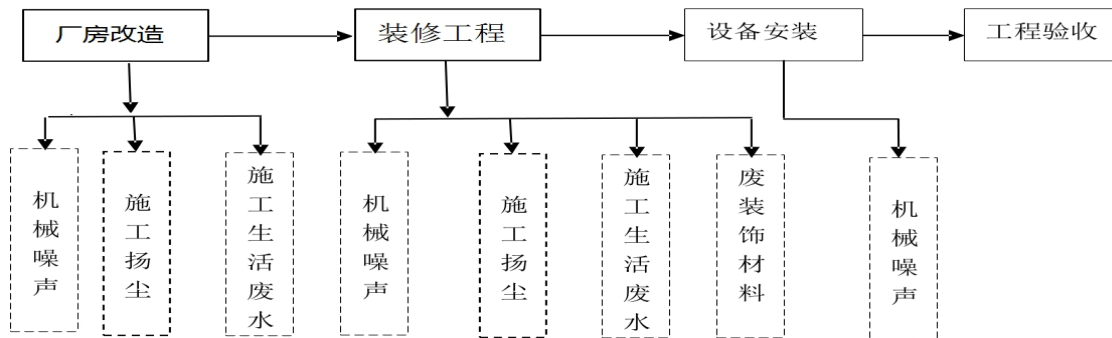 厂房改造
装修工程
设备安装
工程验收
机械噪声
施工扬尘
施工生活废水
机械噪声
施工扬尘
施工生活废水
废装饰材料
机械噪声